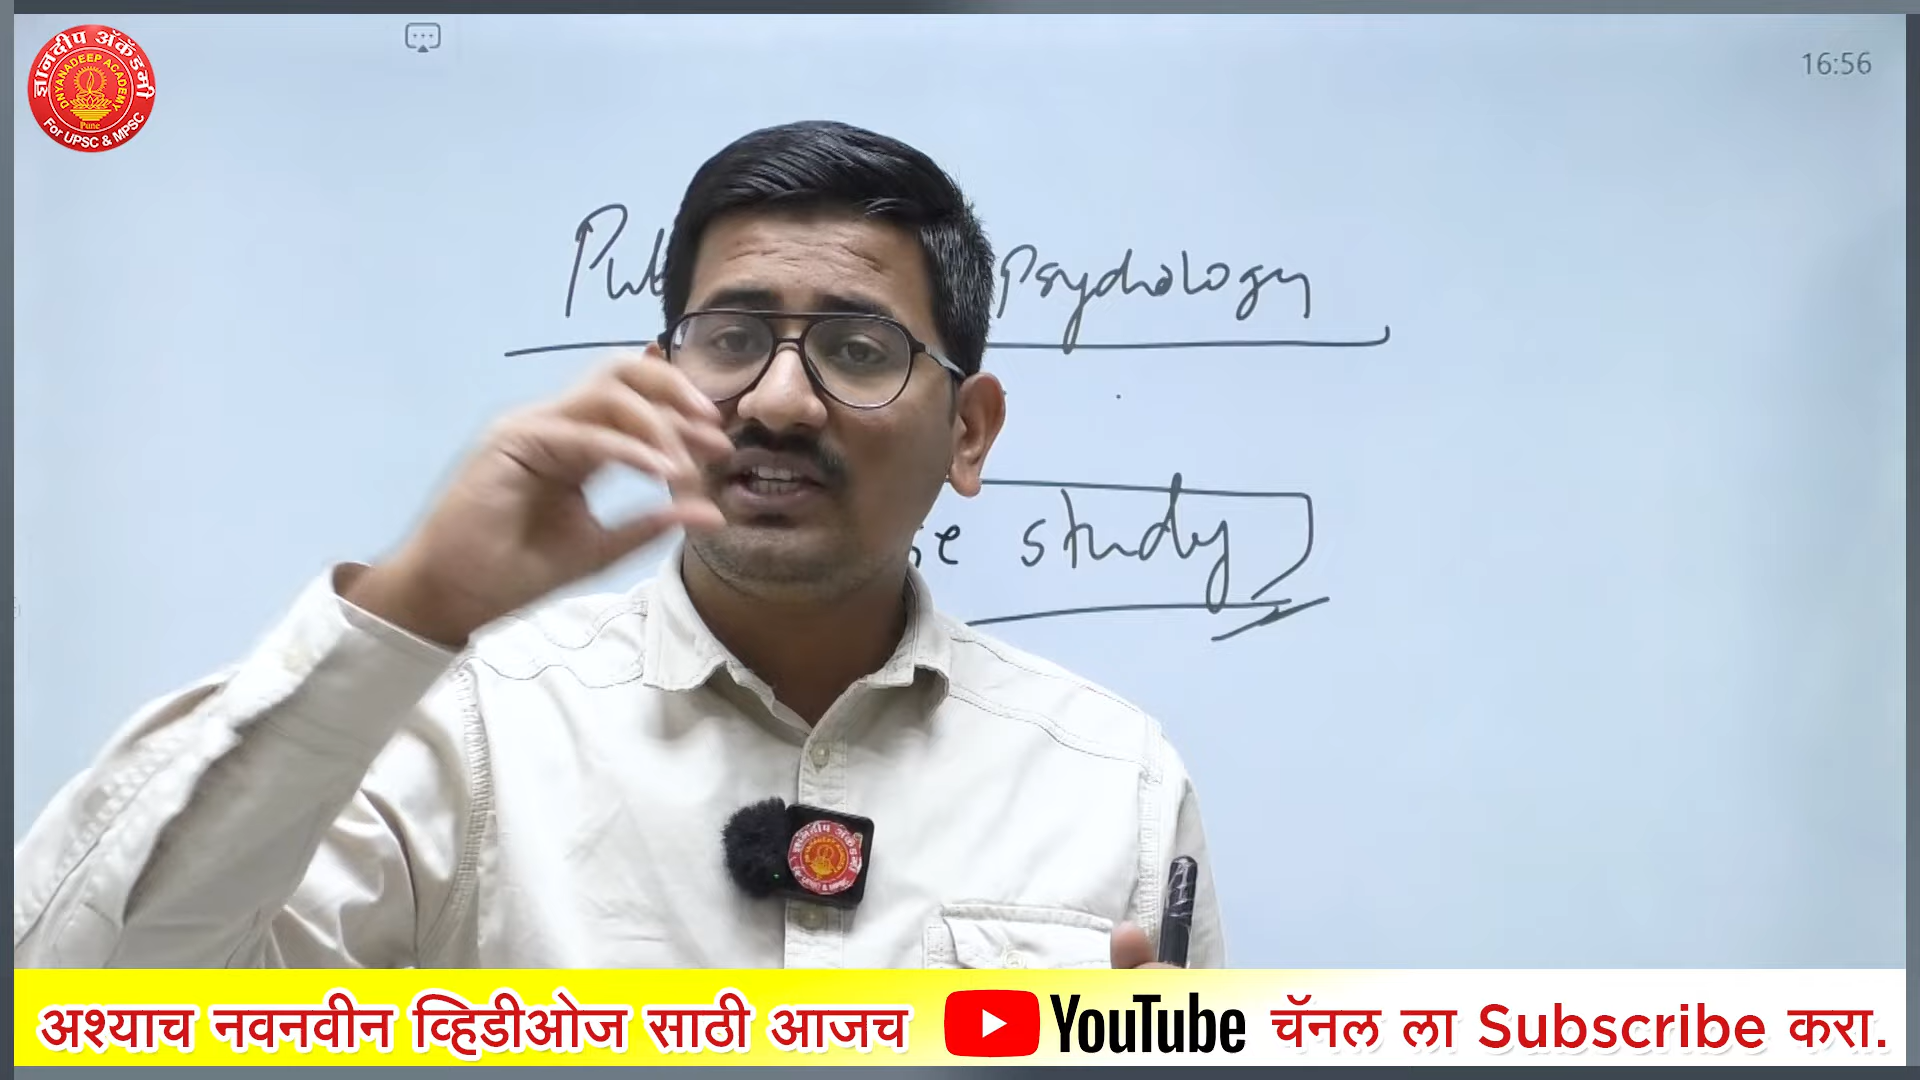 ज्ञानदीप अॅकॅडमी
DNYANADEEP ACADEMY
Pune
For UPSC & MPSC
16:56
Psychology
study
अश्याच नवनवीन व्हिडीओज साठी आजच YouTube चॅनल ला Subscribe करा.